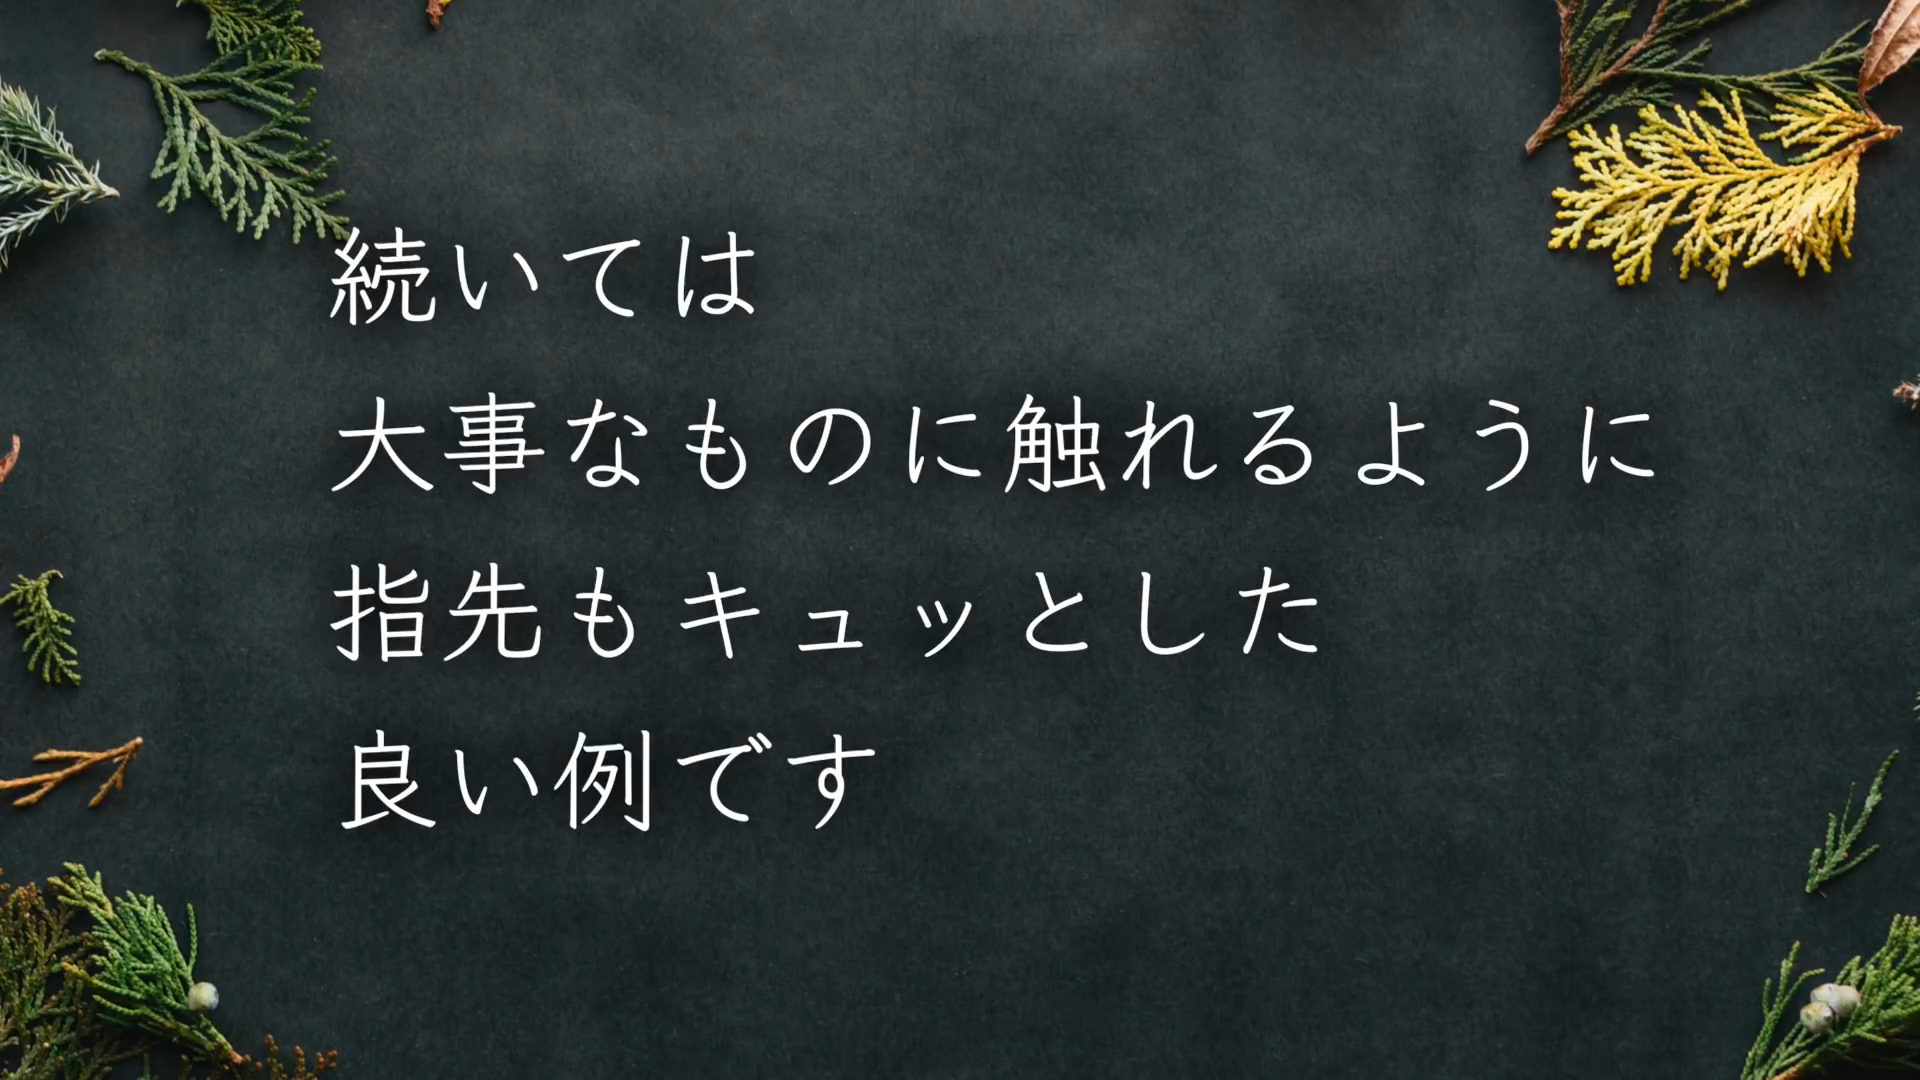 続いては
大事なものに触れるように
指先もキュッとした
良い例です